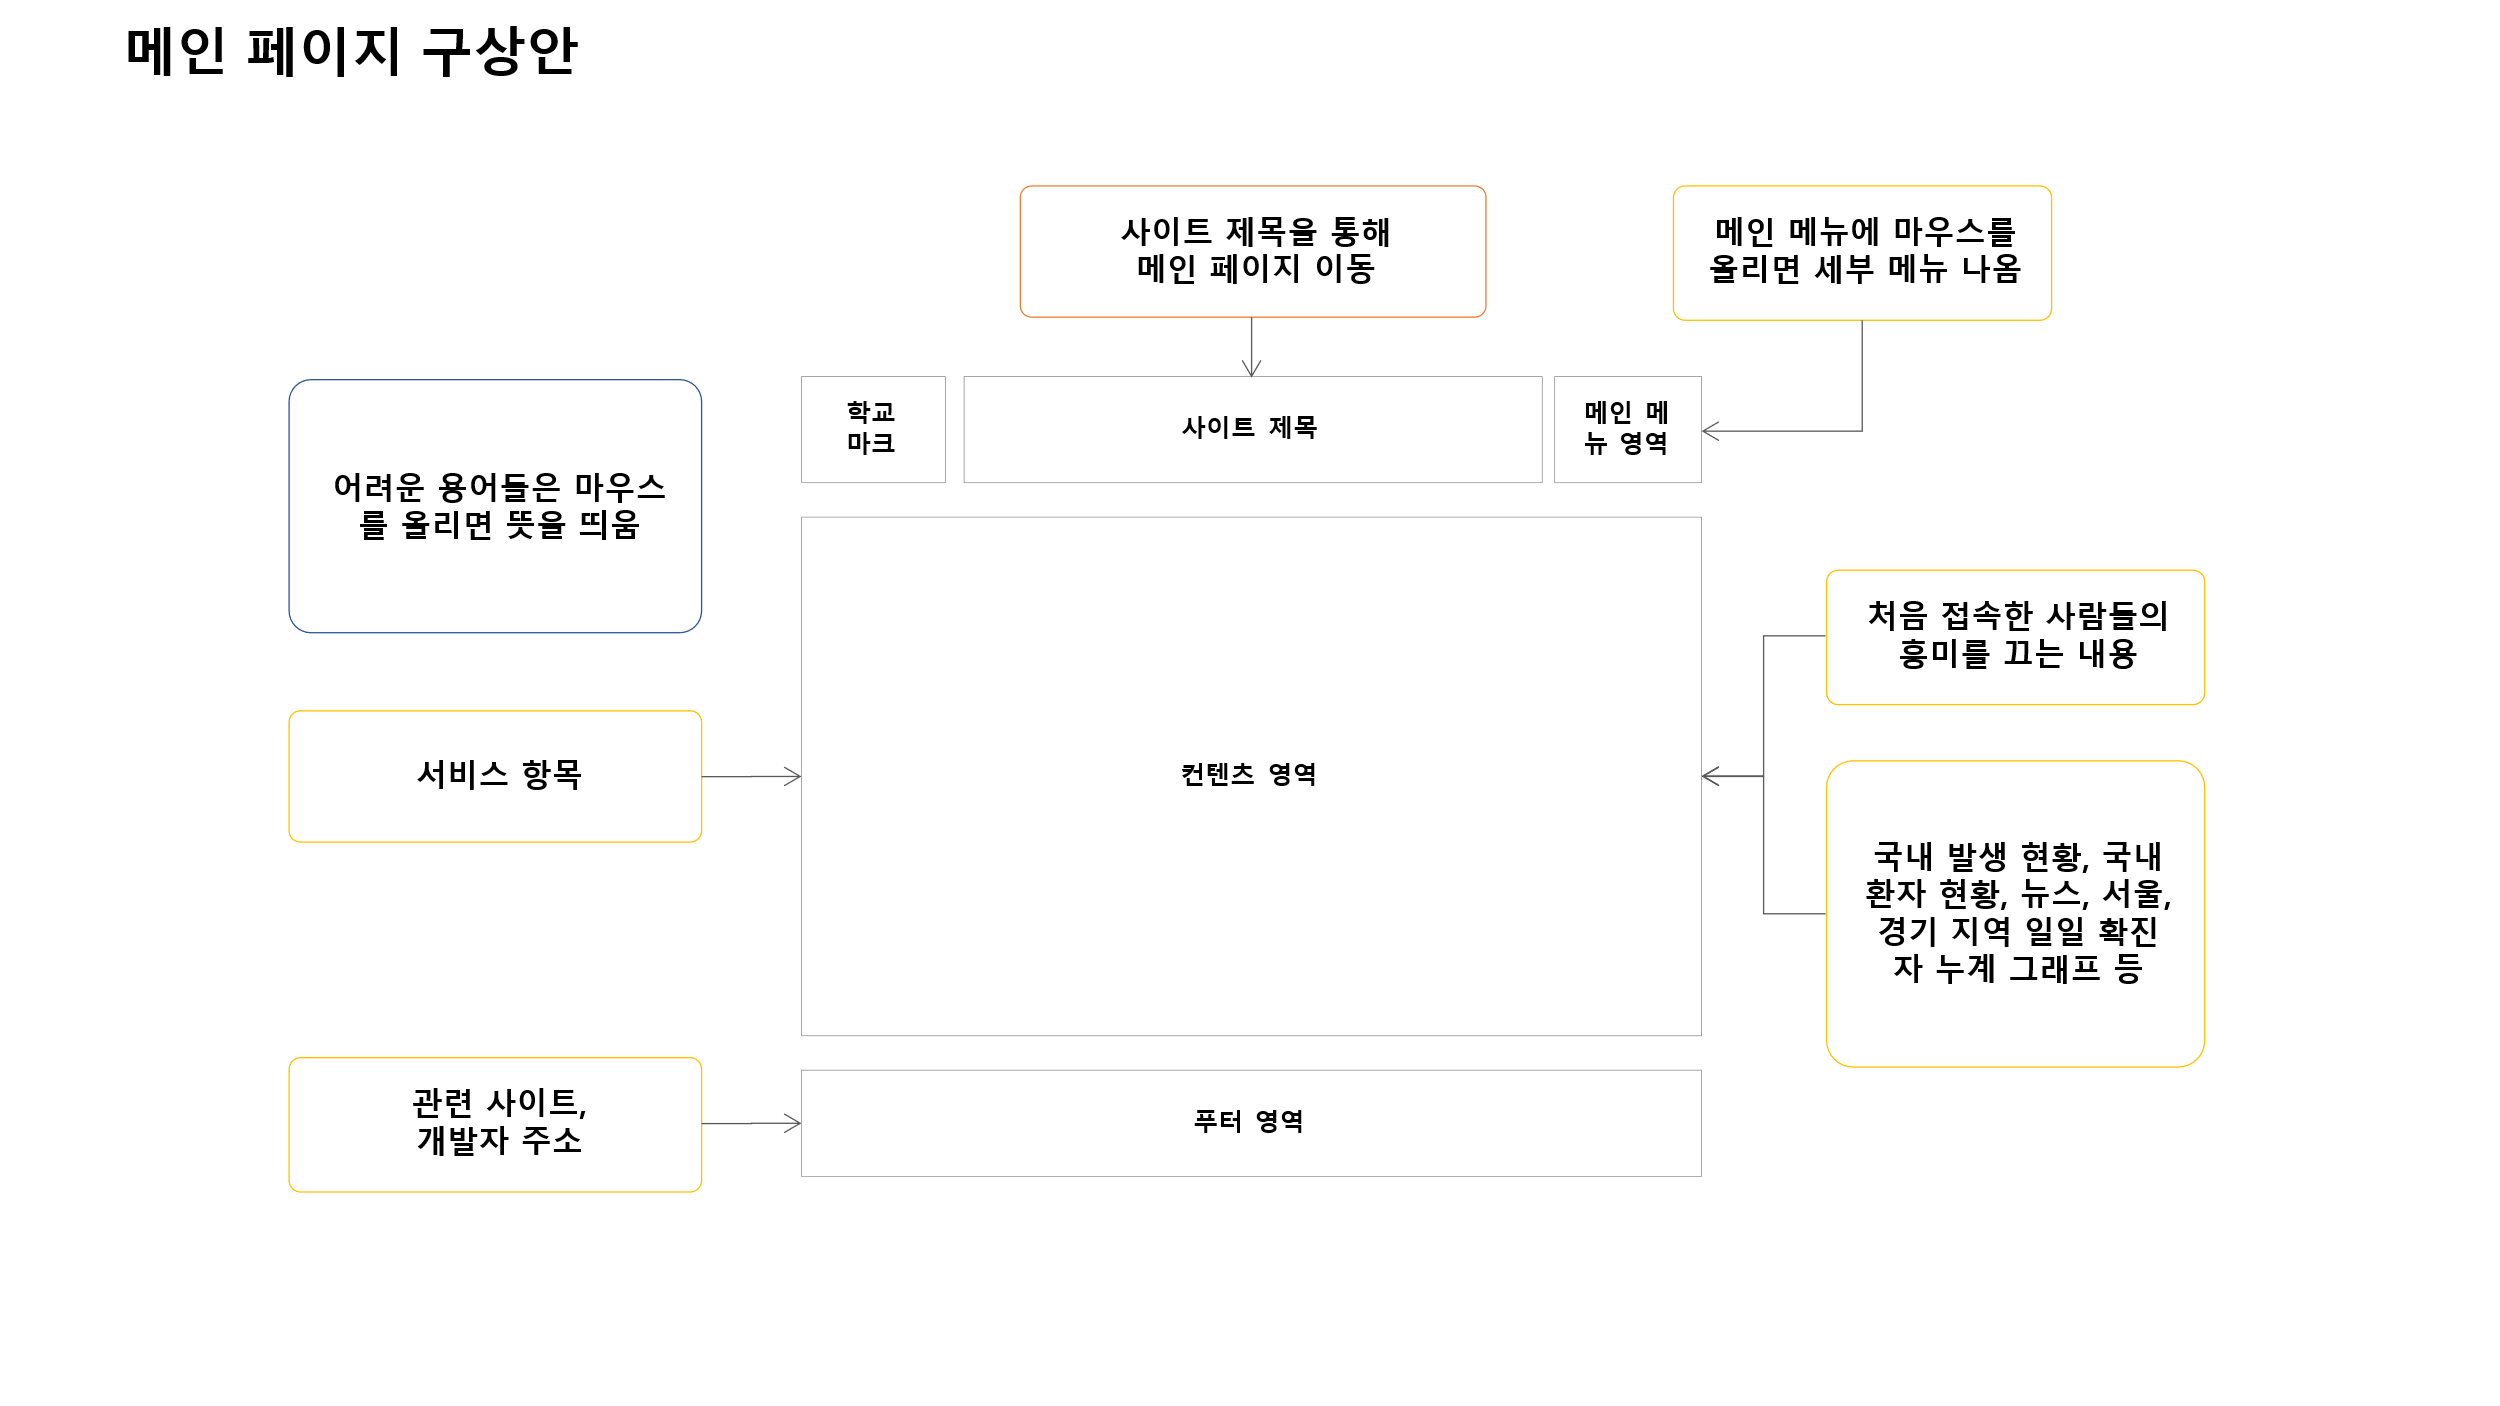 메인 페이지 구상안
사이트 제목을 통해
메인 페이지 이동
메인 메뉴에 마우스를
올리면 세부 메뉴 나옴
학교
마크
사이트 제목
메인 메
뉴 영역
어려운 용어들은 마우스
를 올리면 뜻을 띄움
처음 접속한 사람들의
흥미를 끄는 내용
서비스 항목
컨텐츠 영역
국내 발생 현황, 국내
환자 현황, 뉴스, 서울,
경기 지역 일일 확진
자 누계 그래프 등
관련 사이트,
개발자 주소
푸터 영역